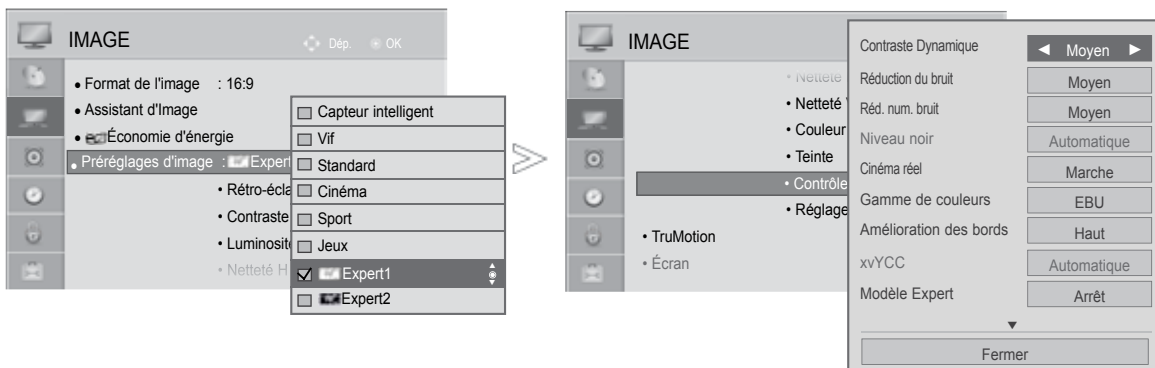 IMAGE
Dép. OK
• Format de l'image : 16:9
• Assistant d'Image
• Économie d'énergie
• Préréglages d'image : Expert
• Rétro-écla
• Contraste
• Luminosité
• Netteté H
Capteur intelligent
Vif
Standard
Cinéma
Sport
Jeux
Expert1
Expert2
IMAGE
• Netteté
• Netteté
• Couleur
• Teinte
• Contrôle
• Réglage
• TruMotion
• Écran
Contraste Dynamique ◄ Moyen ►
Réduction du bruit Moyen
Réd. num. bruit Moyen
Niveau noir Automatique
Cinéma réel Marche
Gamme de couleurs EBU
Amélioration des bords Haut
xvYCC Automatique
Modèle Expert Arrêt
▼
Fermer